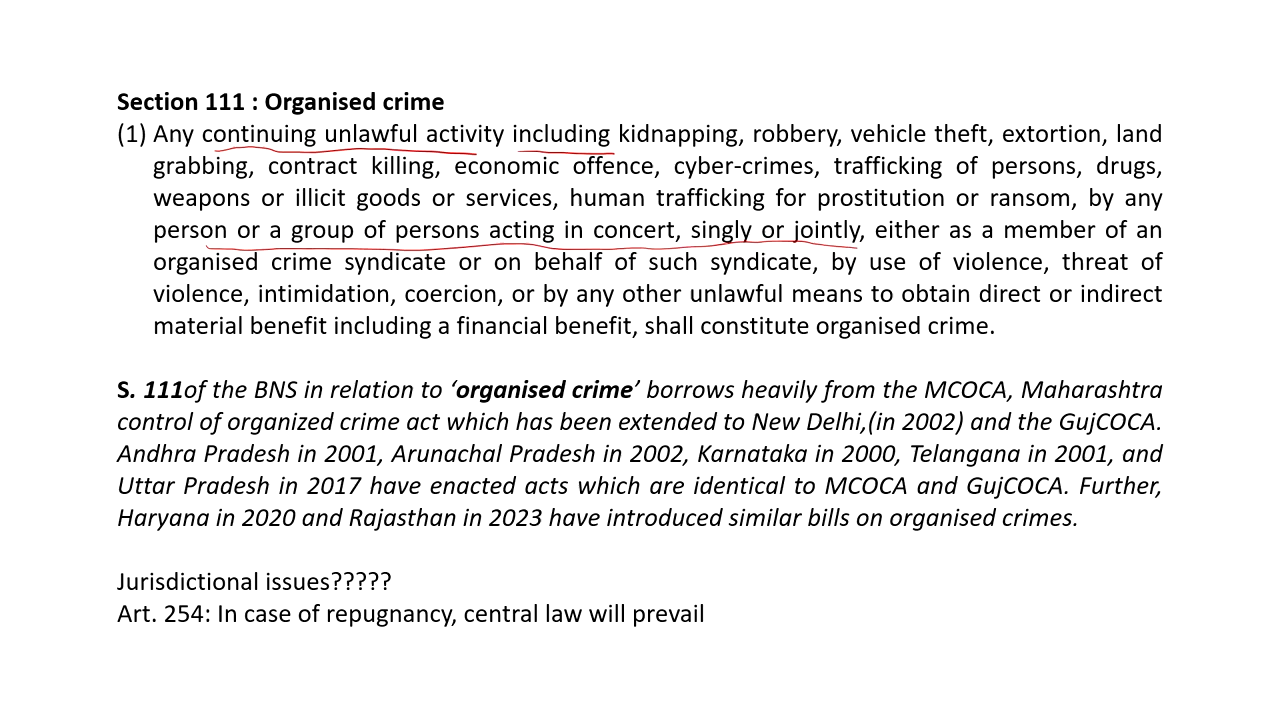 Section 111 : Organised crime
(1) Any continuing unlawful activity including kidnapping, robbery, vehicle theft, extortion, land
grabbing, contract killing, economic offence, cyber-crimes, trafficking of persons, drugs,
weapons or illicit goods or services, human trafficking for prostitution or ransom, by any
person or a group of persons acting in concert, singly or jointly, either as a member of an
organised crime syndicate or on behalf of such syndicate, by use of violence, threat of
violence, intimidation, coercion, or by any other unlawful means to obtain direct or indirect
material benefit including a financial benefit, shall constitute organised crime.
S. 111of the BNS in relation to ‘organised crime’ borrows heavily from the MCOCA, Maharashtra
control of organized crime act which has been extended to New Delhi,(in 2002) and the GujCOCA.
Andhra Pradesh in 2001, Arunachal Pradesh in 2002, Karnataka in 2000, Telangana in 2001, and
Uttar Pradesh in 2017 have enacted acts which are identical to MCOCA and GujCOCA. Further,
Haryana in 2020 and Rajasthan in 2023 have introduced similar bills on organised crimes.
Jurisdictional issues?????
Art. 254: In case of repugnancy, central law will prevail